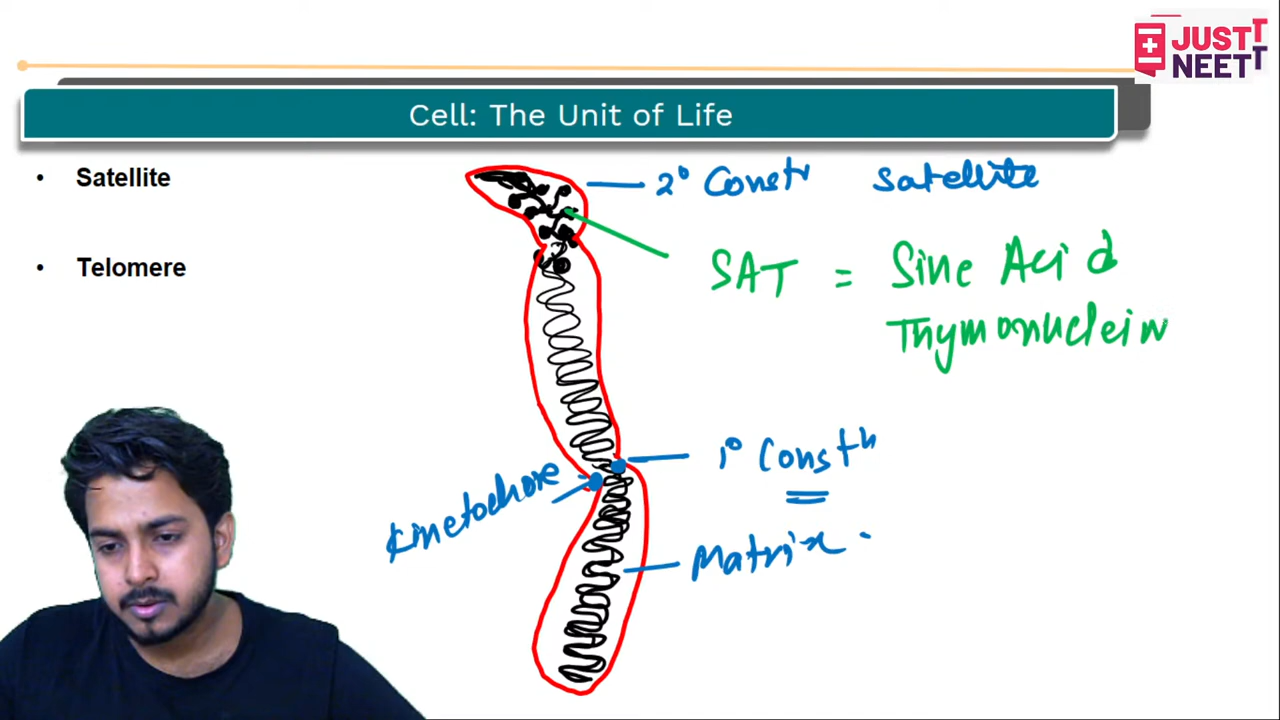 JUST
NEET
Cell: The Unit of Life
• Satellite
2° Constr Satellite
• Telomere
SAT = Sine Acid
Thymonuclein
1° Constn
Kinetochore
Matrix